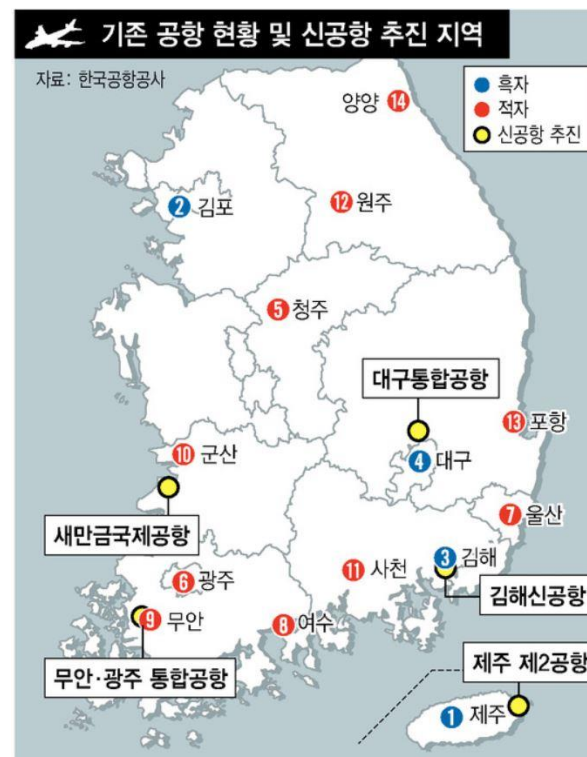 기존 공항 현황 및 신공항 추진 지역
자료: 한국공항공사
흑자
적자
신공항 추진
양양 14
2 김포
12 원주
5 청주
대구통합공항
13 포항
4 대구
10 군산
새만금국제공항
7 울산
3 김해
11 사천
김해신공항
6 광주
9 무안
8 여수
무안·광주 통합공항
제주 제2공항
1 제주